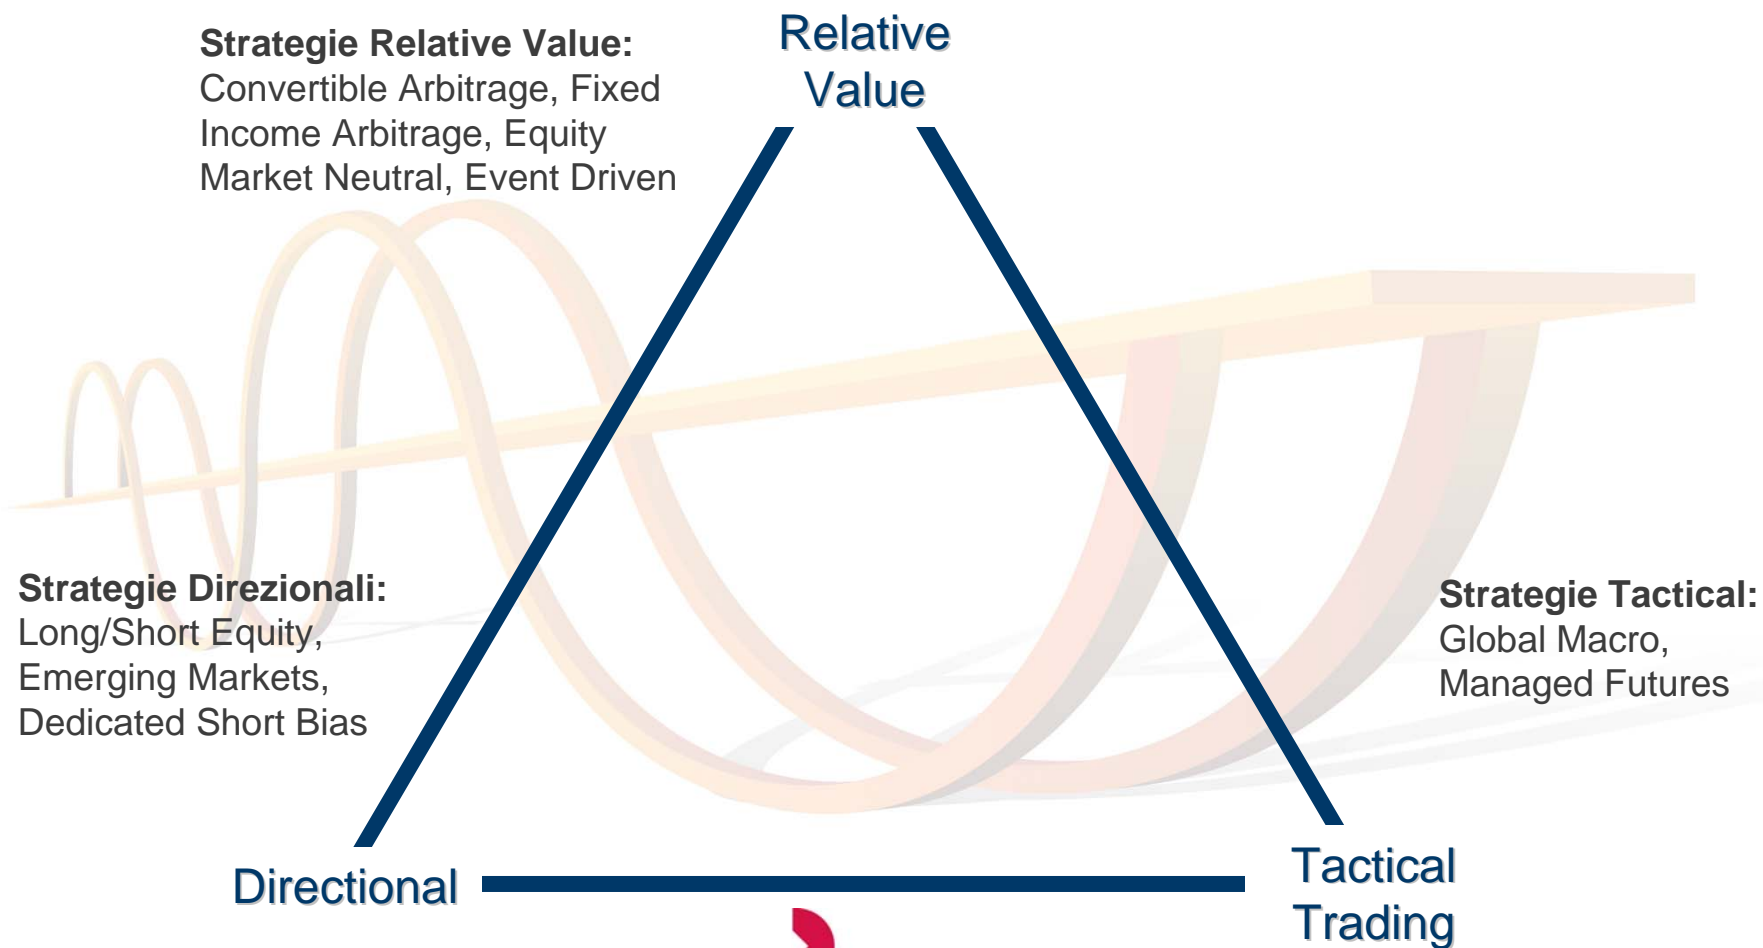 Relative
Value
Strategie Relative Value:
Convertible Arbitrage, Fixed
Income Arbitrage, Equity
Market Neutral, Event Driven
Strategie Direzionali:
Long/Short Equity,
Emerging Markets,
Dedicated Short Bias
Strategie Tactical:
Global Macro,
Managed Futures
Directional
Tactical
Trading